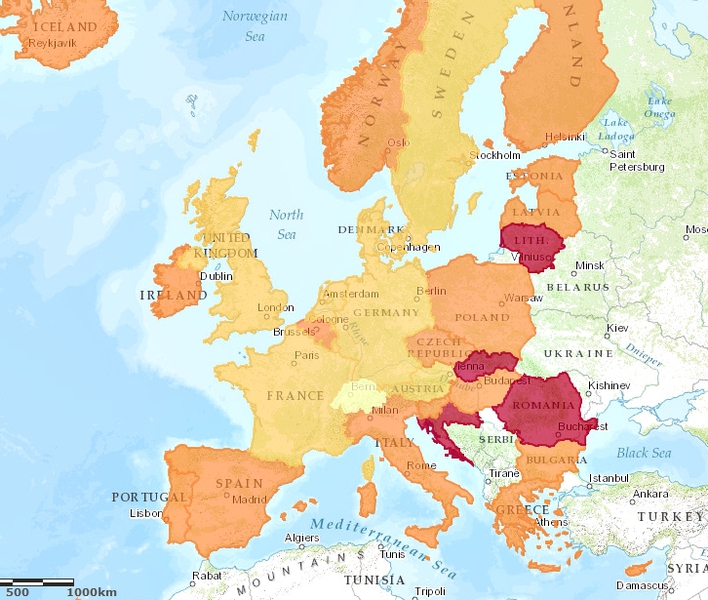 ICELAND
Reykjavik
Norwegian
Sea
NORWAY
SWEDEN
NLAND
Lake
Onega
Lake
Ladoga
Oslo
Helsinki
Stockholm
Saint
Petersburg
ESTONIA
North
Sea
LATVIA
DENMARK
Copenhagen
UNITED
KINGDOM
LITH.
Vilnius
Mos
Minsk
Dublin
BELARUS
IRELAND
Amsterdam
Berlin
Warsaw
London
Cologne
GERMANY
POLAND
Brussels
Rhine
Kiev
Dnieper
CZECH
REPUBLIC
Paris
UKRAINE
Vienna
Bern
AUSTRIA
Danube
Budapest
Kishinev
FRANCE
ROMANIA
Milan
Bucharest
ITALY
SERBIA
Black Sea
BULGARIA
Rome
Tirane
SPAIN
Istanbul
PORTUGAL
Madrid
Ankara
Lisbon
GREECE
TURKEY
Athens
Mediterranean Sea
Algiers
Tunis
SYRIA
Rabat
MOUNTAINS
TUNISIA
Damascus
Tripoli
500
1000km